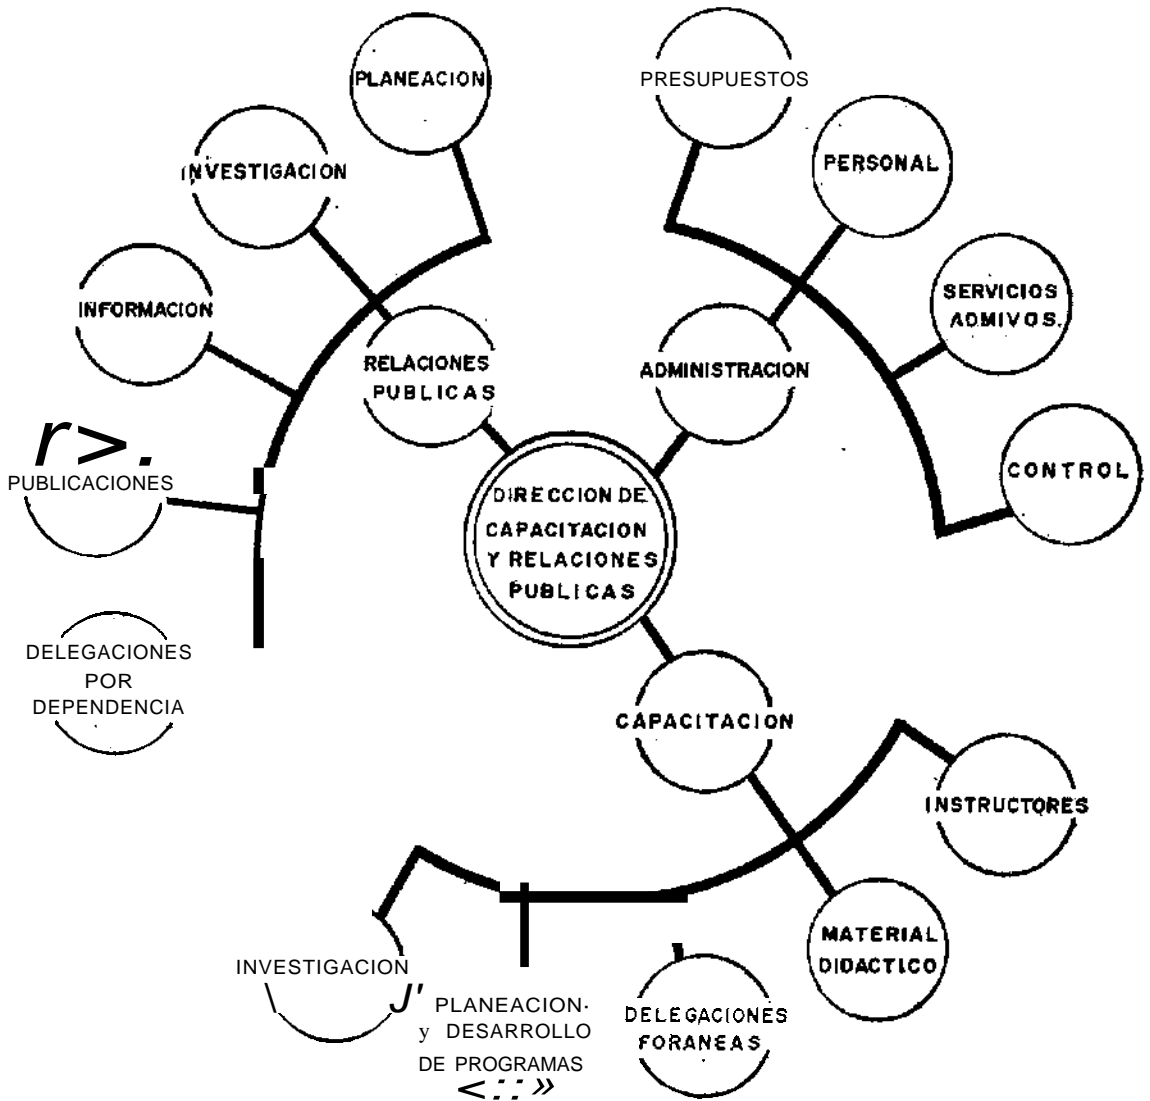 PLANEACION
PRESUPUESTOS
INVESTIGACION
PERSONAL
INFORMACION
SERVICIOS
ADMIVOS.
RELACIONES
PUBLICAS
ADMINISTRACION
r>.
PUBLICACIONES
CONTROL
DIRECCION DE
CAPACITACION
Y RELACIONES
PUBLICAS
DELEGACIONES
POR
DEPENDENCIA
CAPACITACION
INSTRUCTORES
MATERIAL
DIDACTICO
INVESTIGACION
J'
PLANEACION·
y DESARROLLO
DE PROGRAMAS
<::»
DELEGACIONES
FORANEAS